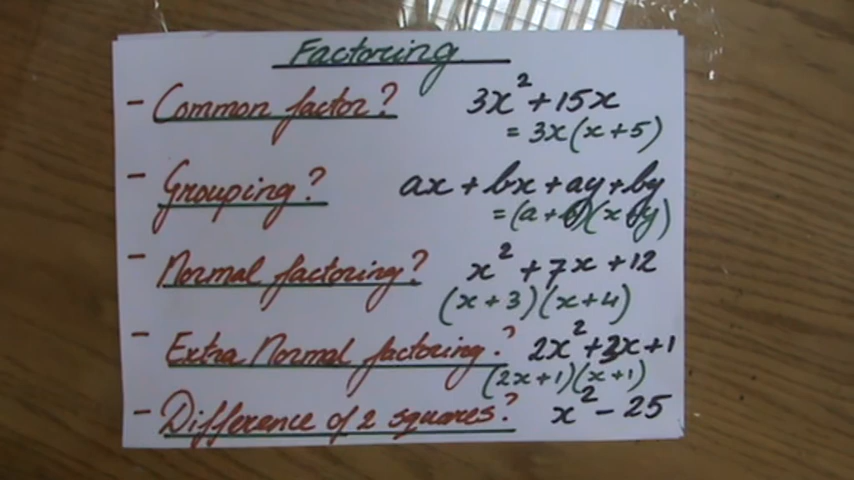 Factoring
- Common factor? 3x² + 15x
= 3x(x+5)
- Grouping? ax + bx + ay + by
= (a+b)(x+y)
- Normal factoring? x² + 7x + 12
(x+3)(x+4)
- Extra Normal factoring? 2x² + 3x + 1
(2x+1)(x+1)
- Difference of 2 squares? x² - 25